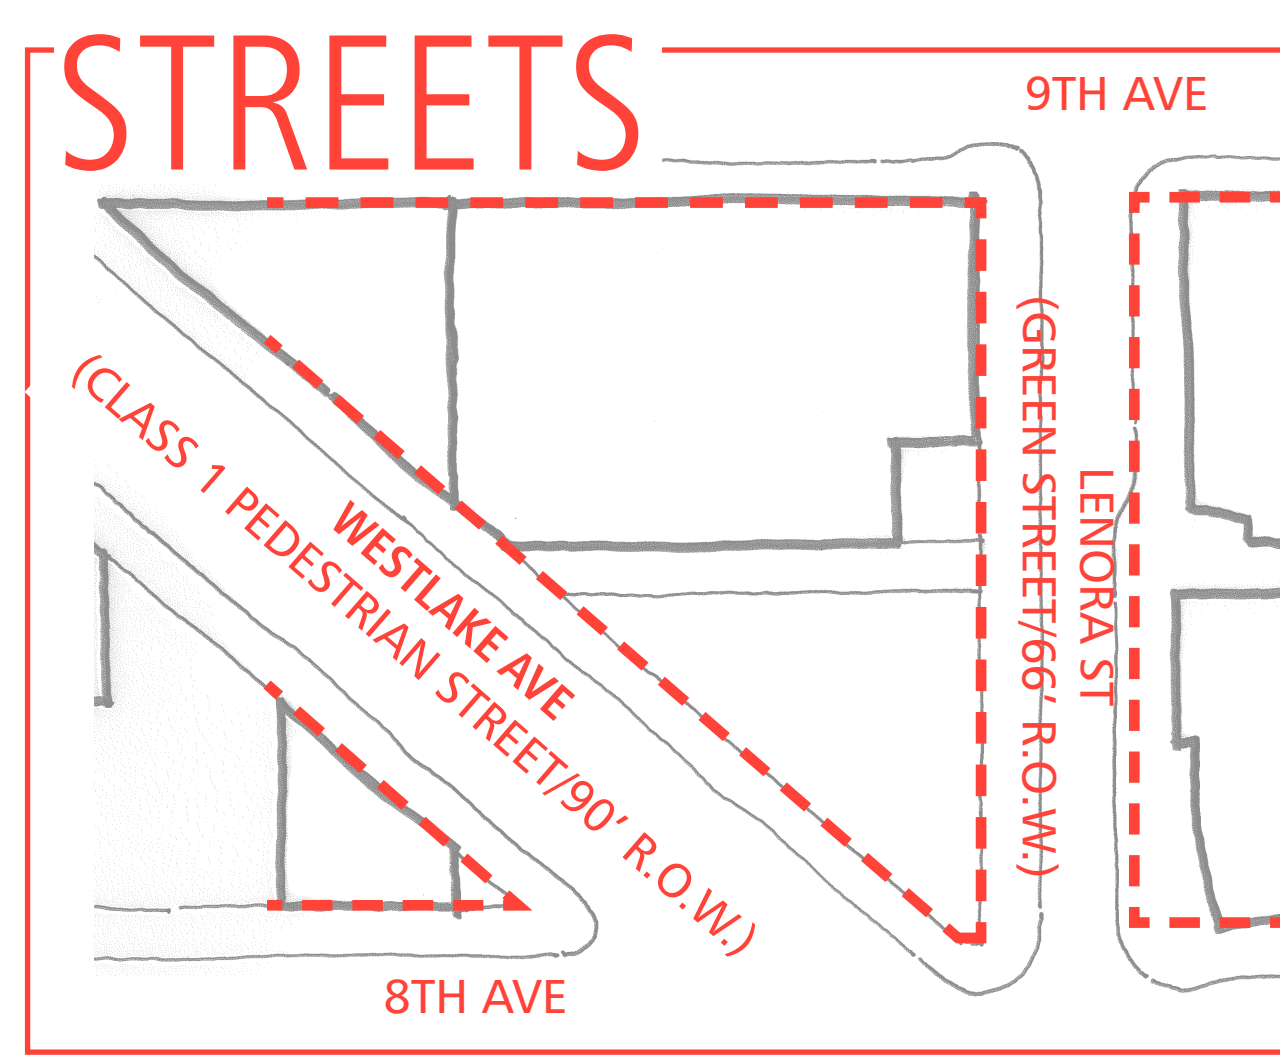 STREETS
9TH AVE
(GREEN STREET/66' R.O.W.)
LENORA ST
WESTLAKE AVE
(CLASS 1 PEDESTRIAN STREET/90' R.O.W.)
8TH AVE